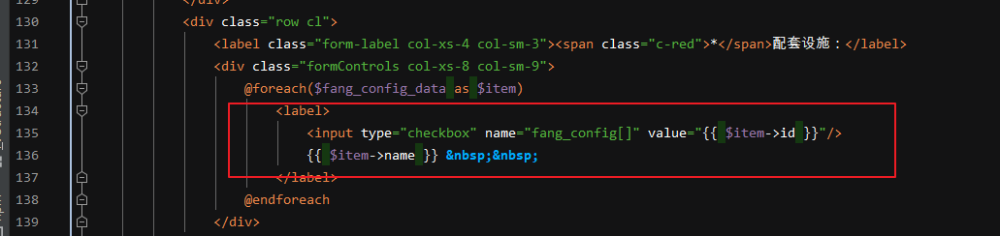 129 </div>
130 <div class="row cl">
131 <label class="form-label col-xs-4 col-sm-3"><span class="c-red">*</span>配套设施：</label>
132 <div class="formControls col-xs-8 col-sm-9">
133 @foreach($fang_config_data as $item)
134 <label>
135 <input type="checkbox" name="fang_config[]" value="{{ $item->id }}"/>
136 {{ $item->name }} &nbsp;&nbsp;
137 </label>
138 @endforeach
139 </div>